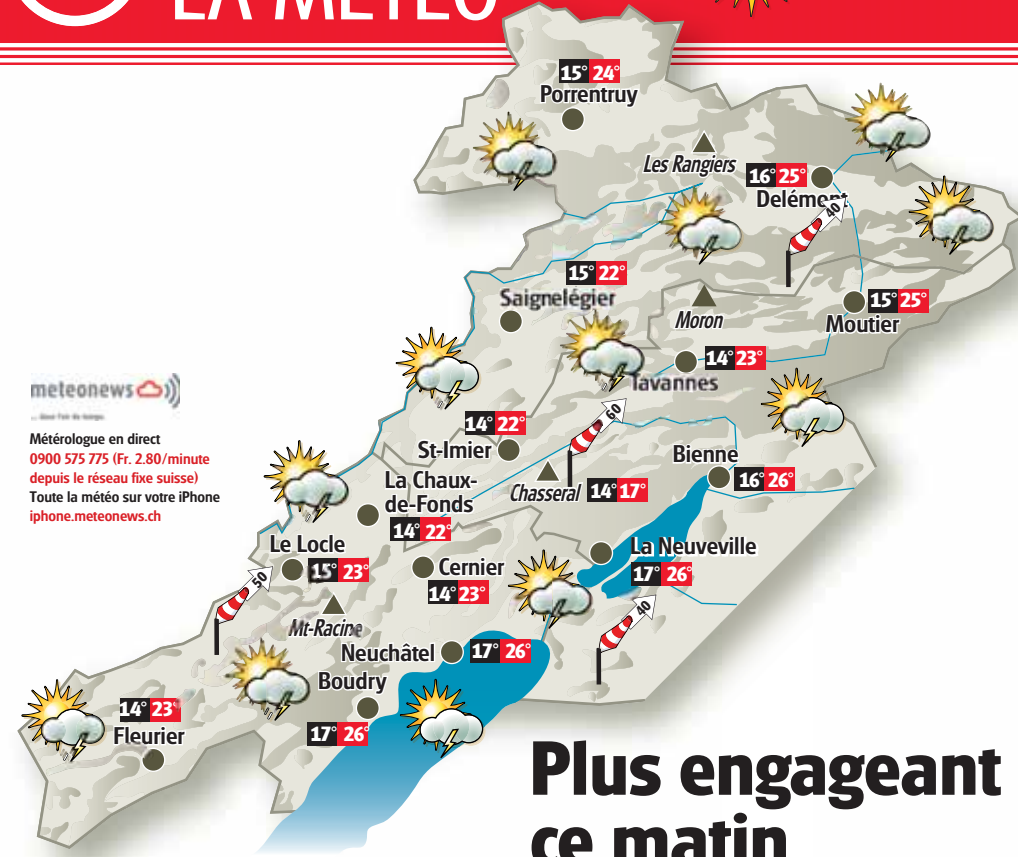 LA MÉTÉO
15° 24°
Porrentruy
Les Rangiers
16° 25°
Delémont
40
15° 22°
Saignelégier
Moron
15° 25°
Moutier
14° 23°
Tavannes
meteonews
Métérologue en direct
0900 575 775 (Fr. 2.80/minute
depuis le réseau fixe suisse)
Toute la météo sur votre iPhone
iphone.meteonews.ch
14° 22°
St-Imier
60
Chasseral 14° 17°
Bienne
16° 26°
La Chaux-
de-Fonds
14° 22°
Le Locle
15° 23°
Cernier
14° 23°
La Neuveville
17° 26°
50
40
Mt-Racine
Neuchâtel 17° 26°
Boudry
17° 26°
14° 23°
Fleurier
Plus engageant
ce matin